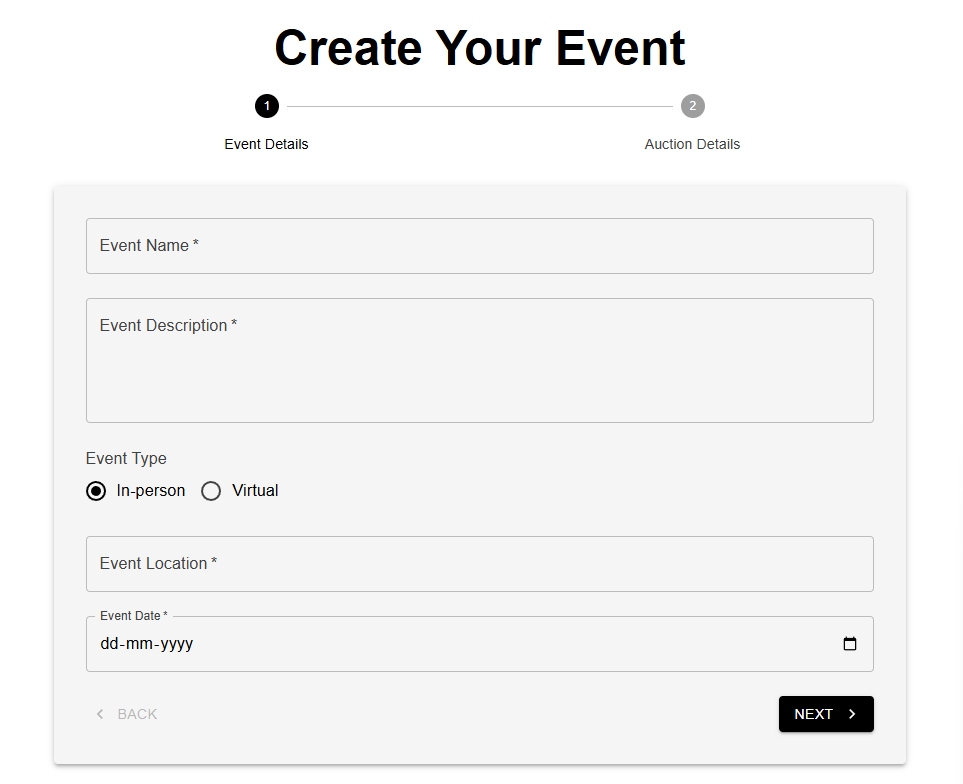 Create Your Event
1 2
Event Details Auction Details
Event Name *
Event Description *
Event Type
In-person Virtual
Event Location *
Event Date *
dd-mm-yyyy
BACK NEXT